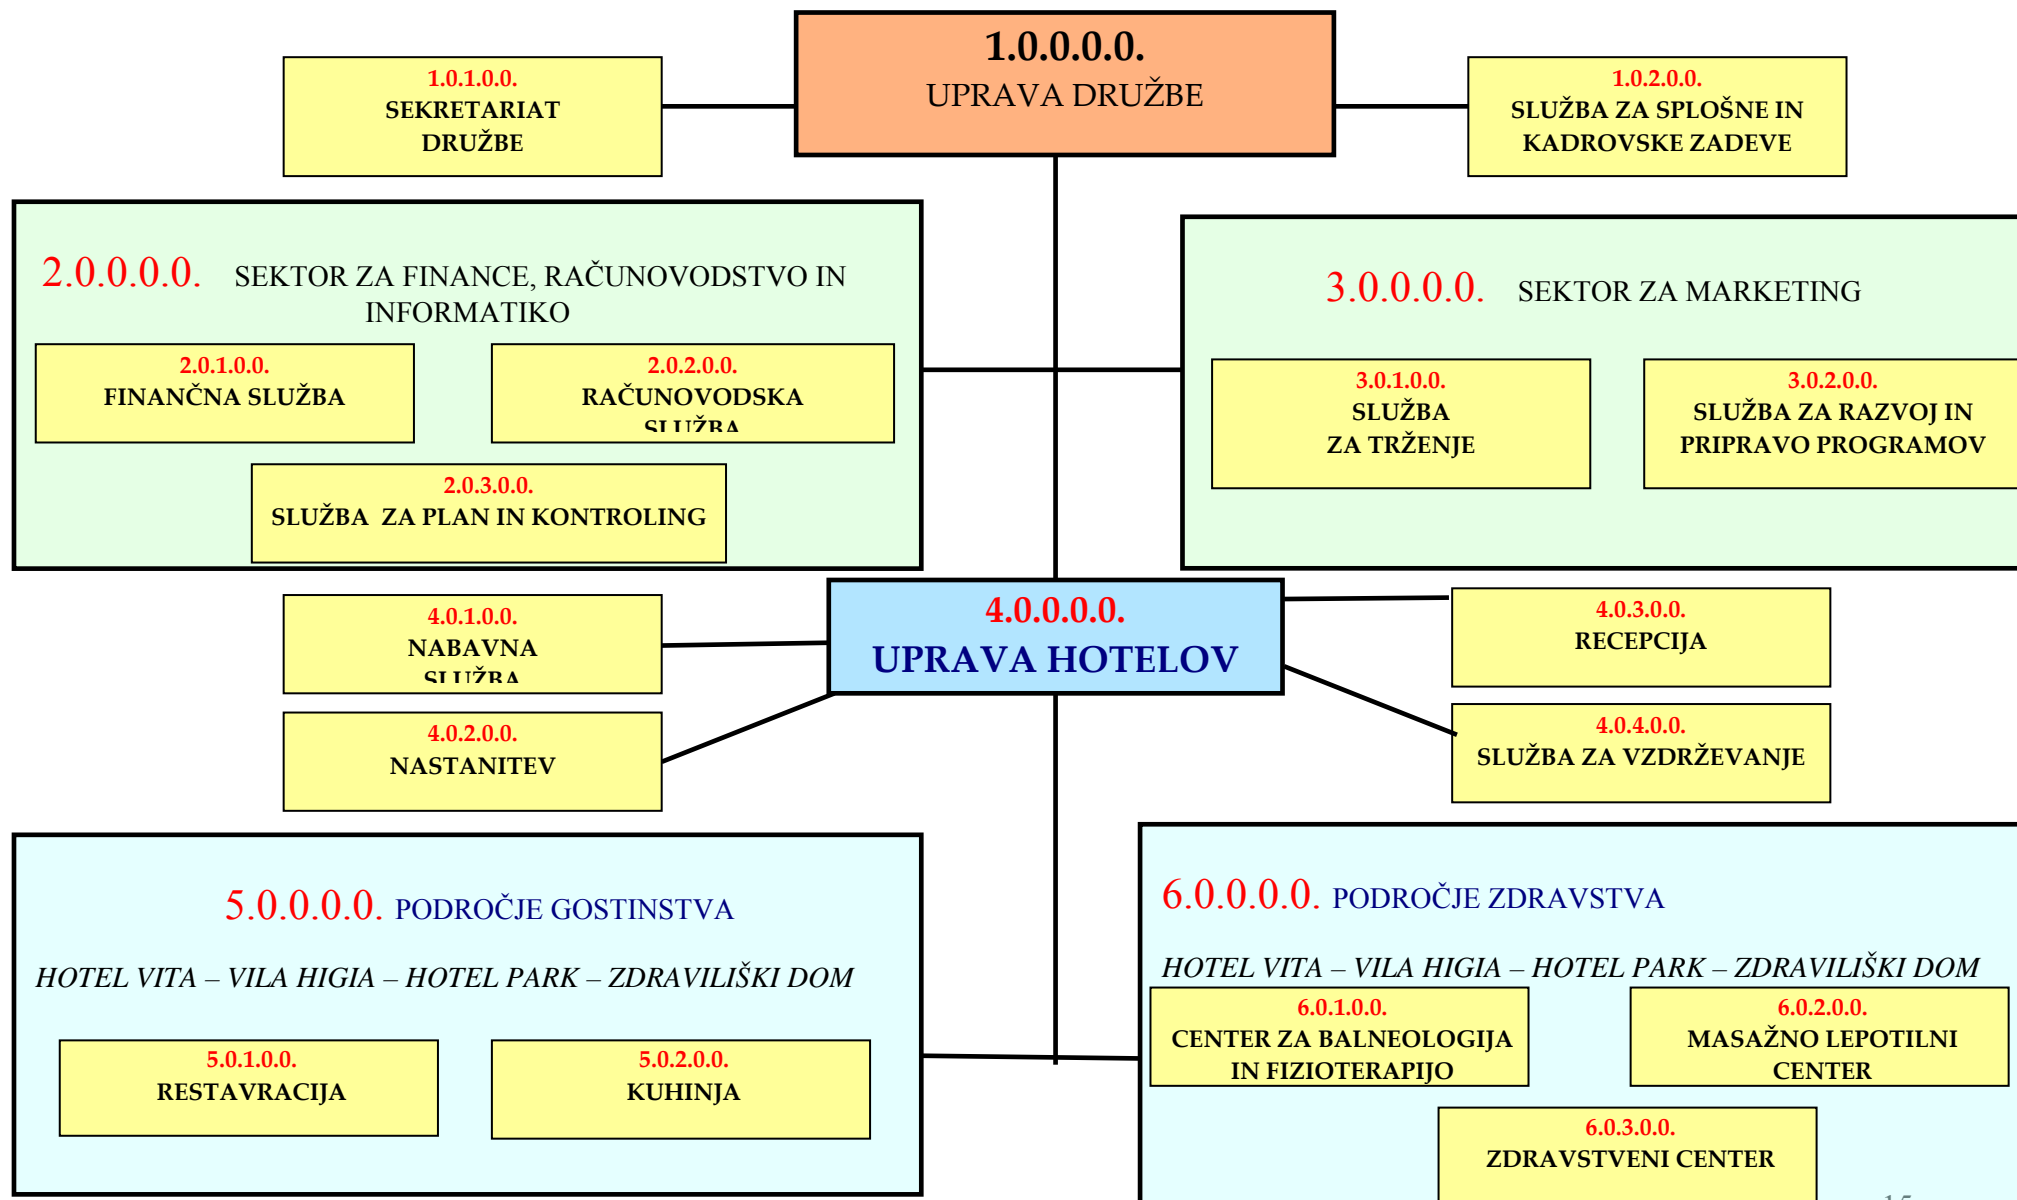 1.0.0.0.0.
UPRAVA DRUŽBE
1.0.1.0.0.
SEKRETARIAT
DRUŽBE
1.0.2.0.0.
SLUŽBA ZA SPLOŠNE IN
KADROVSKE ZADEVE
2.0.0.0.0. SEKTOR ZA FINANCE, RAČUNOVODSTVO IN
INFORMATIKO
2.0.1.0.0.
FINANČNA SLUŽBA
2.0.2.0.0.
RAČUNOVODSKA
SLUŽBA
2.0.3.0.0.
SLUŽBA ZA PLAN IN KONTROLING
3.0.0.0.0. SEKTOR ZA MARKETING
3.0.1.0.0.
SLUŽBA
ZA TRŽENJE
3.0.2.0.0.
SLUŽBA ZA RAZVOJ IN
PRIPRAVO PROGRAMOV
4.0.0.0.0.
UPRAVA HOTELOV
4.0.1.0.0.
NABAVNA
SLUŽBA
4.0.2.0.0.
NASTANITEV
4.0.3.0.0.
RECEPCIJA
4.0.4.0.0.
SLUŽBA ZA VZDRŽEVANJE
5.0.0.0.0. PODROČJE GOSTINSTVA
HOTEL VITA – VILA HIGIA – HOTEL PARK – ZDRAVILIŠKI DOM
5.0.1.0.0.
RESTAVRACIJA
5.0.2.0.0.
KUHINJA
6.0.0.0.0. PODROČJE ZDRAVSTVA
HOTEL VITA – VILA HIGIA – HOTEL PARK – ZDRAVILIŠKI DOM
6.0.1.0.0.
CENTER ZA BALNEOLOGIJA
IN FIZIOTERAPIJO
6.0.2.0.0.
MASAŽNO LEPOTILNI
CENTER
6.0.3.0.0.
ZDRAVSTVENI CENTER
15